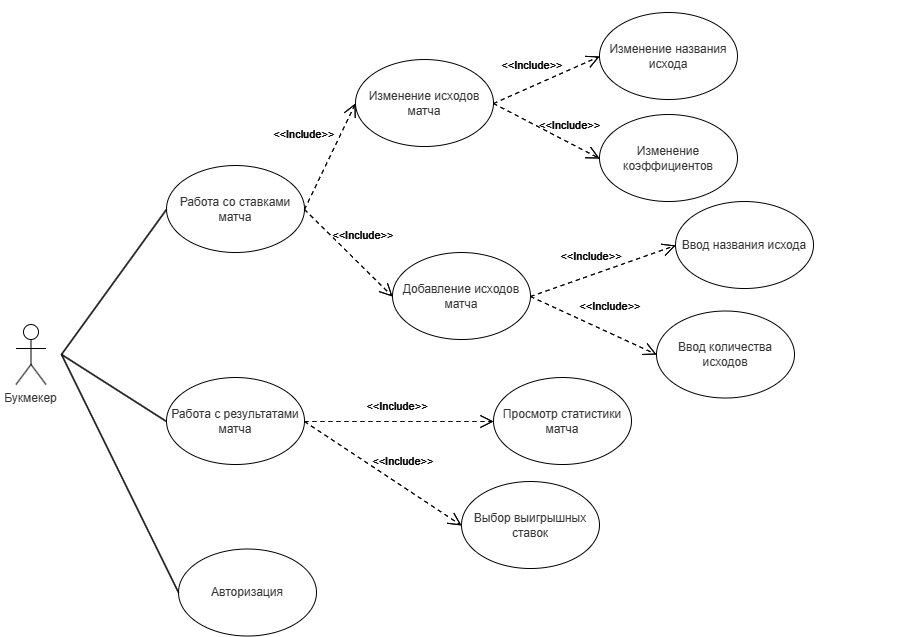 Изменение названия
исхода
<<Include>>
Изменение исходов
матча
<<Include>>
<<Include>>
Изменение
коэффициентов
Работа со ставками
матча
<<Include>>
Ввод названия исхода
<<Include>>
Добавление исходов
матча
<<Include>>
Ввод количества
исходов
Букмекер
Работа с результатами
матча
<<Include>>
Просмотр статистики
матча
<<Include>>
Выбор выигрышных
ставок
Авторизация